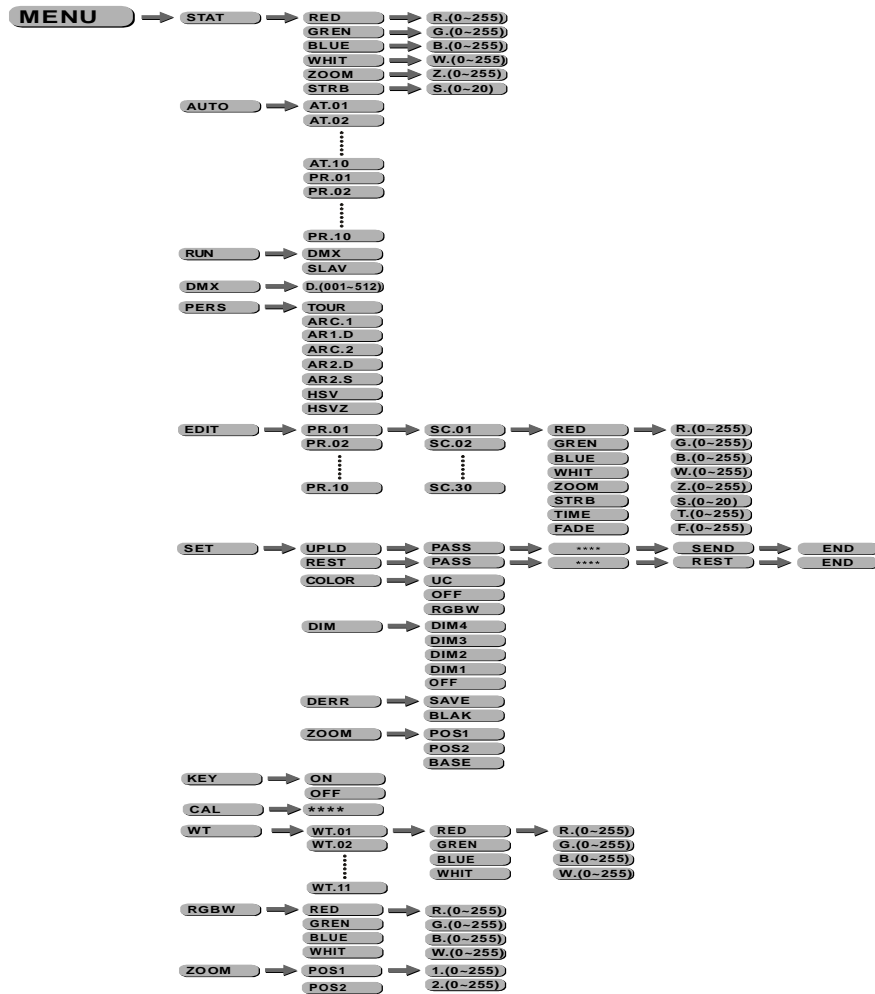 MENU STAT RED R.(0~255)
GREN G.(0~255)
BLUE B.(0~255)
WHIT W.(0~255)
ZOOM Z.(0~255)
STRB S.(0~20)
AUTO AT.01
AT.02
AT.10
PR.01
PR.02
PR.10
RUN DMX
SLAV
DMX D.(001~512)
PERS TOUR
ARC.1
AR1.D
ARC.2
AR2.D
AR2.S
HSV
HSVZ
EDIT PR.01 SC.01 RED R.(0~255)
PR.02 SC.02 GREN G.(0~255)
BLUE B.(0~255)
WHIT W.(0~255)
PR.10 SC.30 ZOOM Z.(0~255)
STRB S.(0~20)
TIME T.(0~255)
FADE F.(0~255)
SET UPLD PASS **** SEND END
REST PASS **** REST END
COLOR UC
OFF
RGBW
DIM DIM4
DIM3
DIM2
DIM1
OFF
DERR SAVE
BLAK
ZOOM POS1
POS2
BASE
KEY ON
OFF
CAL ****
WT WT.01 RED R.(0~255)
WT.02 GREN G.(0~255)
BLUE B.(0~255)
WT.11 WHIT W.(0~255)
RGBW RED R.(0~255)
GREN G.(0~255)
BLUE B.(0~255)
WHIT W.(0~255)
ZOOM POS1 1.(0~255)
POS2 2.(0~255)